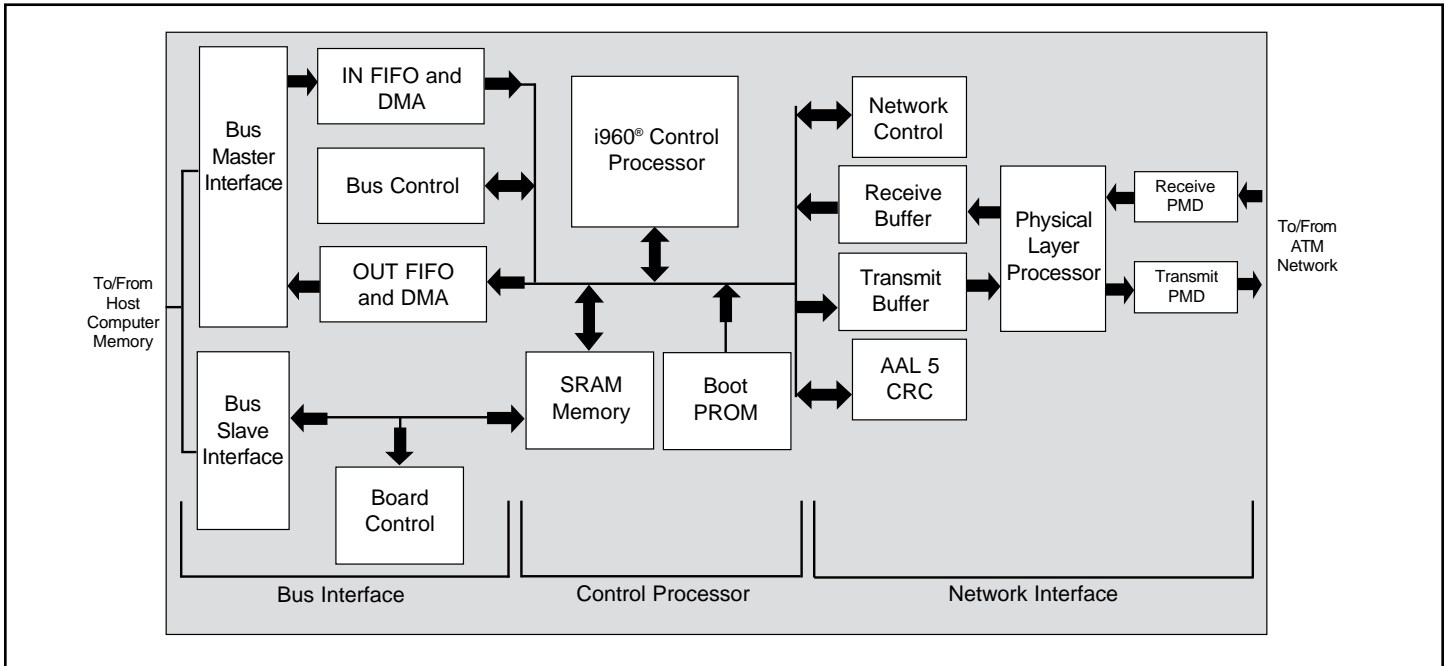 To/From
Host
Computer
Memory
Bus
Master
Interface
Bus
Slave
Interface
IN FIFO and
DMA
Bus Control
OUT FIFO
and DMA
Board
Control
i960® Control
Processor
SRAM
Memory
Boot
PROM
Network
Control
Receive
Buffer
Transmit
Buffer
AAL 5
CRC
Physical
Layer
Processor
Receive
PMD
Transmit
PMD
To/From
ATM
Network
Bus Interface
Control Processor
Network Interface